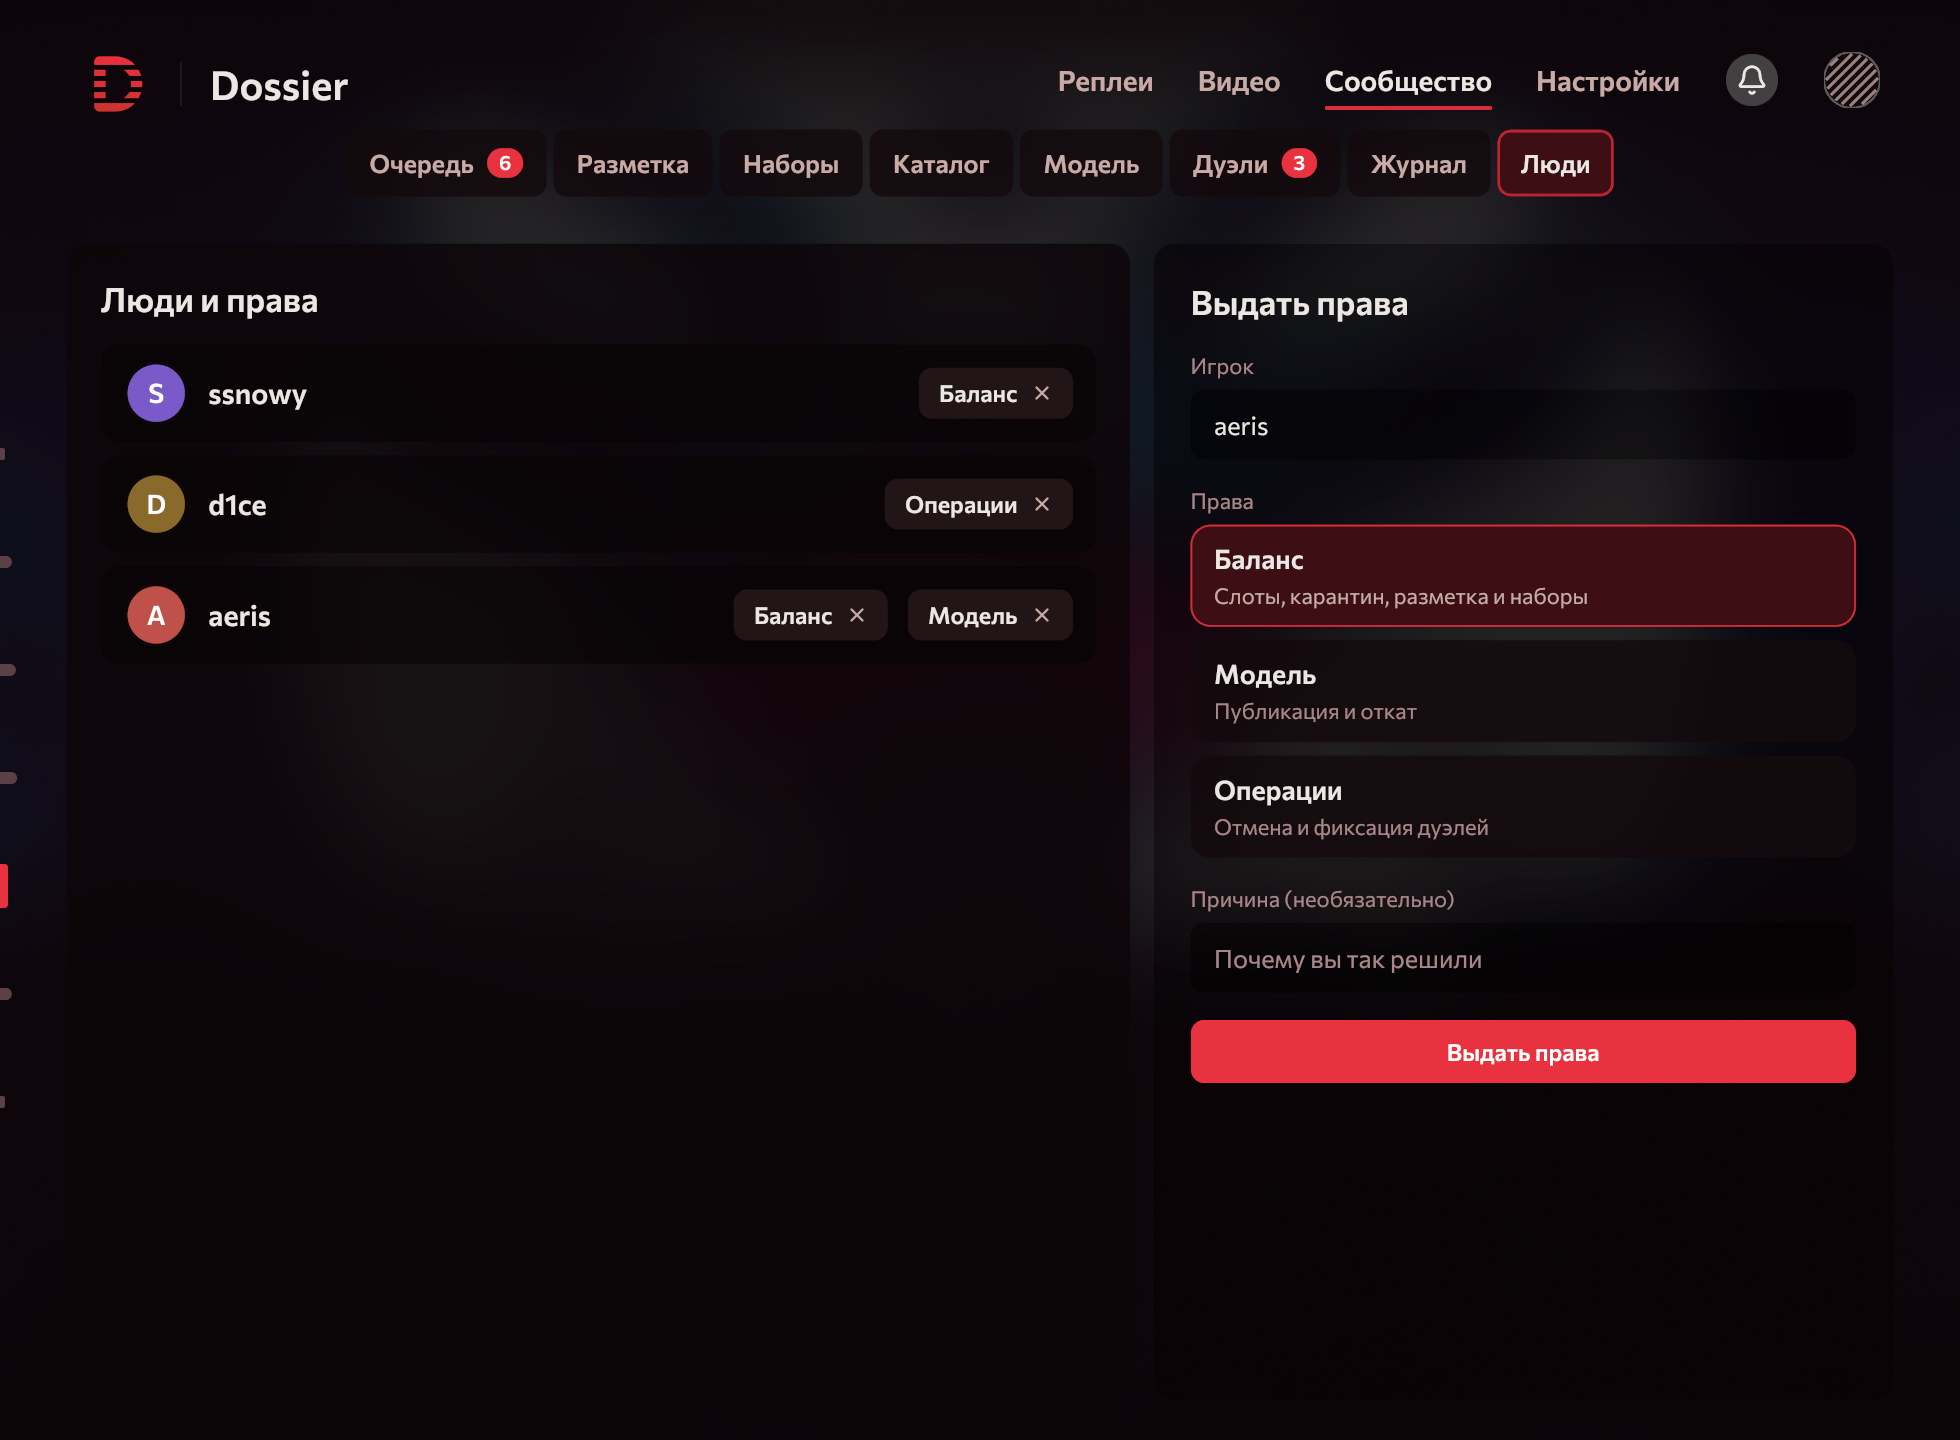 Dossier
Реплеи Видео Сообщество Настройки
Очередь 6 Разметка Наборы Каталог Модель Дуэли 3 Журнал Люди
Люди и права
S ssnowy Баланс ×
D d1ce Операции ×
A aeris Баланс × Модель ×
Выдать права
Игрок
aeris
Права
Баланс
Слоты, карантин, разметка и наборы
Модель
Публикация и откат
Операции
Отмена и фиксация дуэлей
Причина (необязательно)
Почему вы так решили
Выдать права